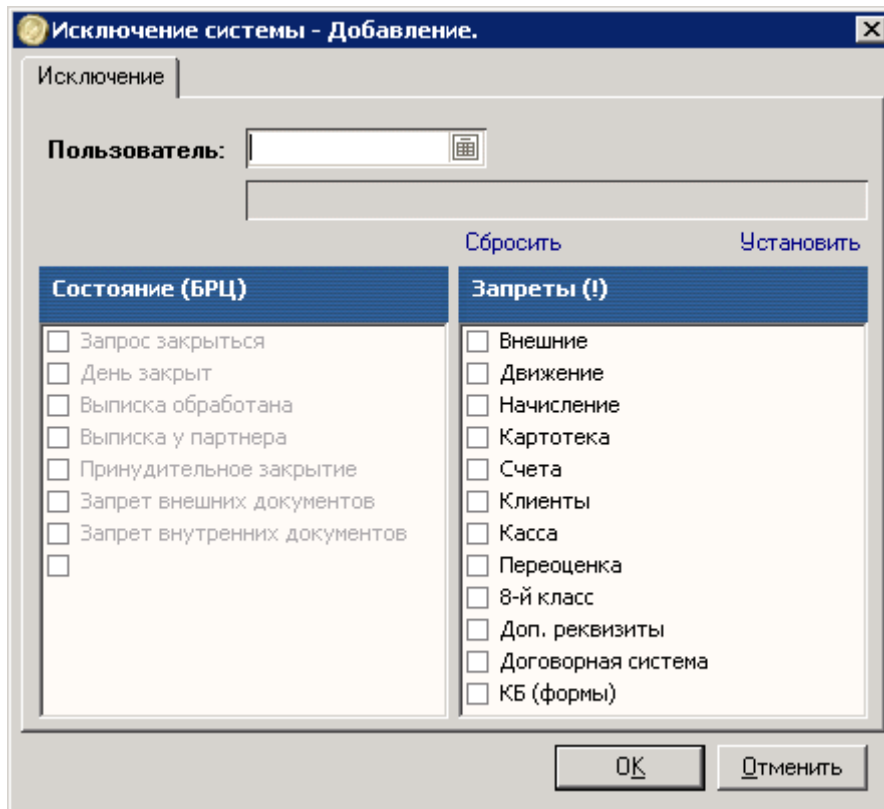 Исключение системы - Добавление.
Исключение
Пользователь:
Сбросить Установить
Состояние (БРЦ)
Запрос закрыться
День закрыт
Выписка обработана
Выписка у партнера
Принудительное закрытие
Запрет внешних документов
Запрет внутренних документов
Запреты (!)
Внешние
Движение
Начисление
Картотека
Счета
Клиенты
Касса
Переоценка
8-й класс
Доп. реквизиты
Договорная система
КБ (формы)
OK Отменить